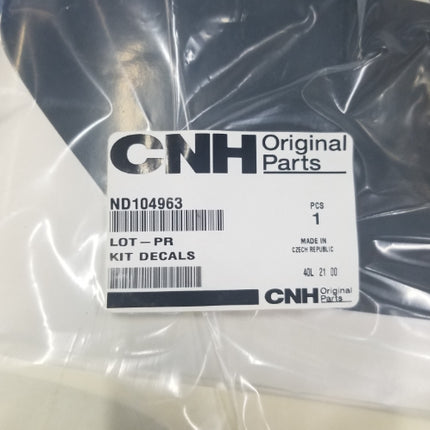 CNH Original
Parts
ND104963
PCS
1
LOT-PR
KIT DECALS
MADE IN
CZECH REPUBLIC
40L 21 00
CNH Original
Parts